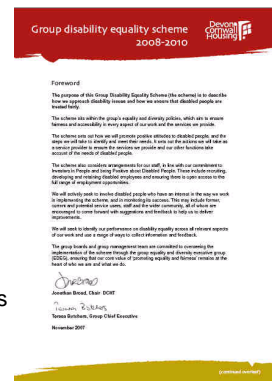 Group disability equality scheme
2008-2010
Devon
Cornwall
Housing
Foreword
The purpose of this Group Disability Equality Scheme (the scheme) is to describe
how we approach disability issues and how we ensure that disabled people are
treated fairly.
The scheme sits within the group's equality and diversity policies, which aim to ensure
fairness and accessibility in every aspect of our work and the services we provide.
The scheme sets out how we will promote positive attitudes to disabled people, and the
steps we will take to identify and meet their needs. It sets out the actions we will take as
a service provider to ensure the services we provide and our other functions take
account of the needs of disabled people.
The scheme also considers arrangements for our staff, in line with our commitment to
Investors in People and being Positive about Disabled People. These include recruiting,
developing and retaining disabled employees and ensuring there is open access to the
full range of employment opportunities.
We will actively seek to involve disabled people who have an interest in the way we work
in implementing the scheme, and in monitoring its success. This may include former,
current and potential service users, staff and the wider community, all of whom are
encouraged to come forward with suggestions and feedback to help us to deliver
improvements.
We will seek to identify our performance on disability equality across all relevant aspects
of our work and use a range of ways to collect information and feedback.
The group boards and group management team are committed to overseeing the
implementation of the scheme through the group equality and diversity executive group
(EDEG), ensuring that our core value of 'promoting equality and fairness' remains at the
heart of who we are and what we do.
Jonathan Broad, Chair DCHT
Teresa Butchers, Group Chief Executive
s
November 2007
(continued overleaf)